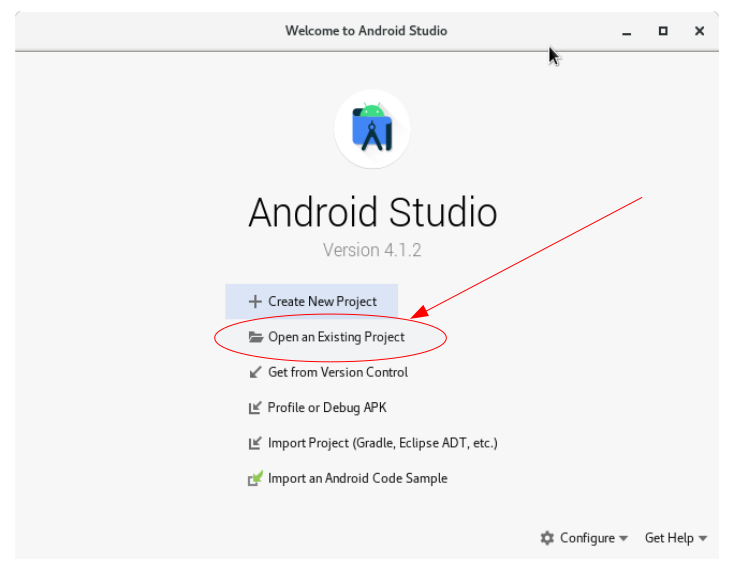 Welcome to Android Studio
Android Studio
Version 4.1.2
Create New Project
Open an Existing Project
Get from Version Control
Profile or Debug APK
Import Project (Gradle, Eclipse ADT, etc.)
Import an Android Code Sample
Configure Get Help